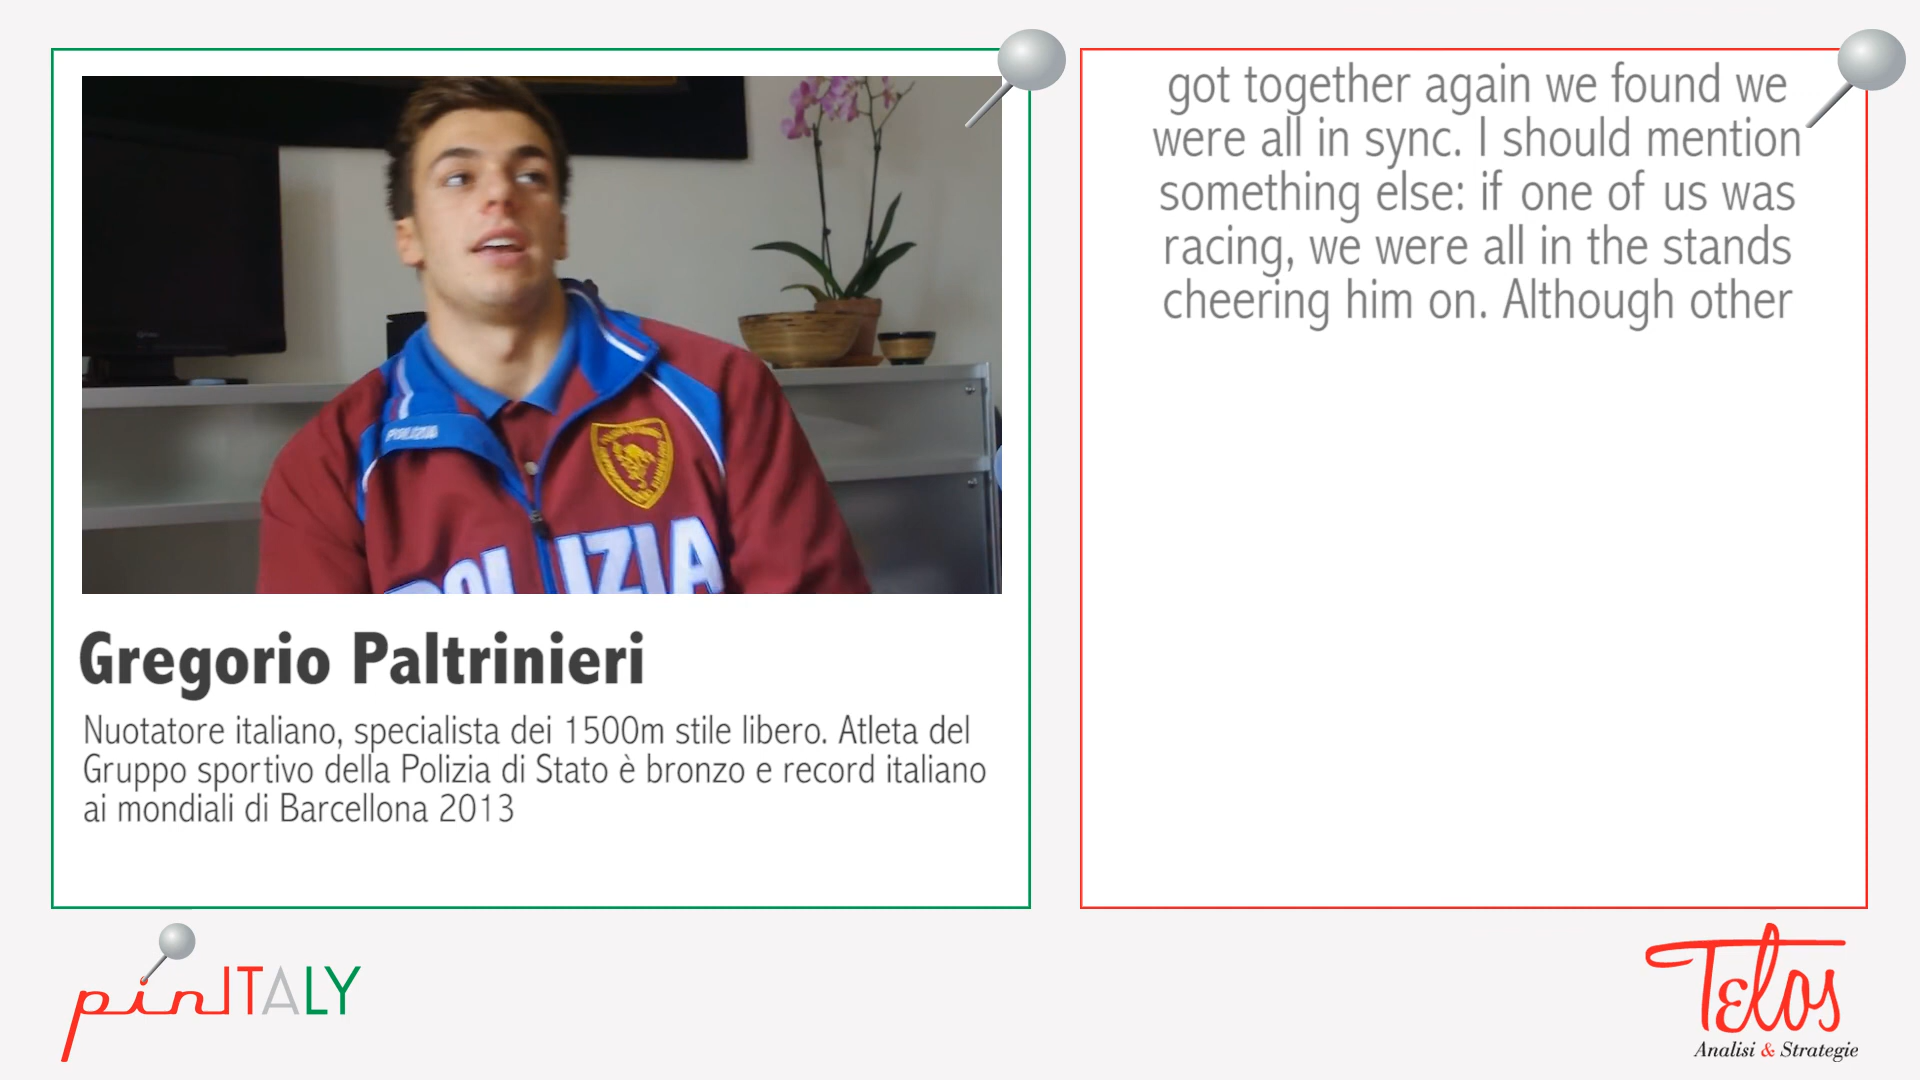 POLIZIA
POLIZIA
Gregorio Paltrinieri
Nuotatore italiano, specialista dei 1500m stile libero. Atleta del
Gruppo sportivo della Polizia di Stato è bronzo e record italiano
ai mondiali di Barcellona 2013
got together again we found we
were all in sync. I should mention
something else: if one of us was
racing, we were all in the stands
cheering him on. Although other
pinITALY
Telos
Analisi & Strategie